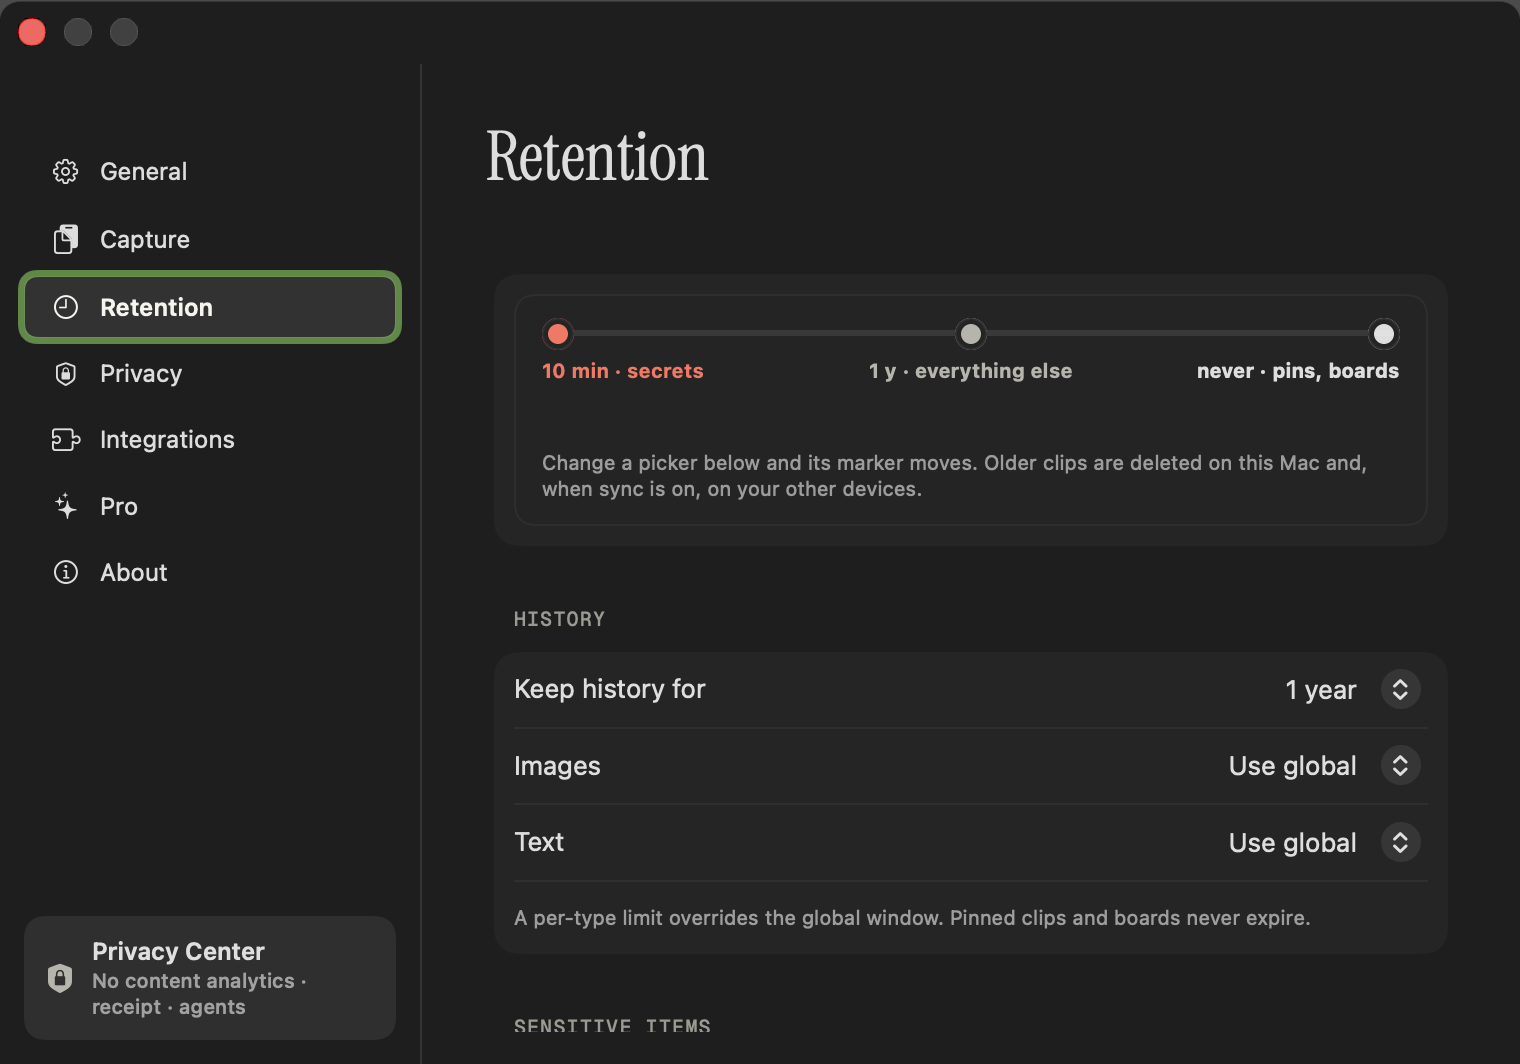 General
Capture
Retention
Privacy
Integrations
Pro
About
Privacy Center
No content analytics ·
receipt · agents
Retention
10 min · secrets
1 y · everything else
never · pins, boards
Change a picker below and its marker moves. Older clips are deleted on this Mac and,
when sync is on, on your other devices.
HISTORY
Keep history for
1 year
Images
Use global
Text
Use global
A per-type limit overrides the global window. Pinned clips and boards never expire.
SENSITIVE ITEMS